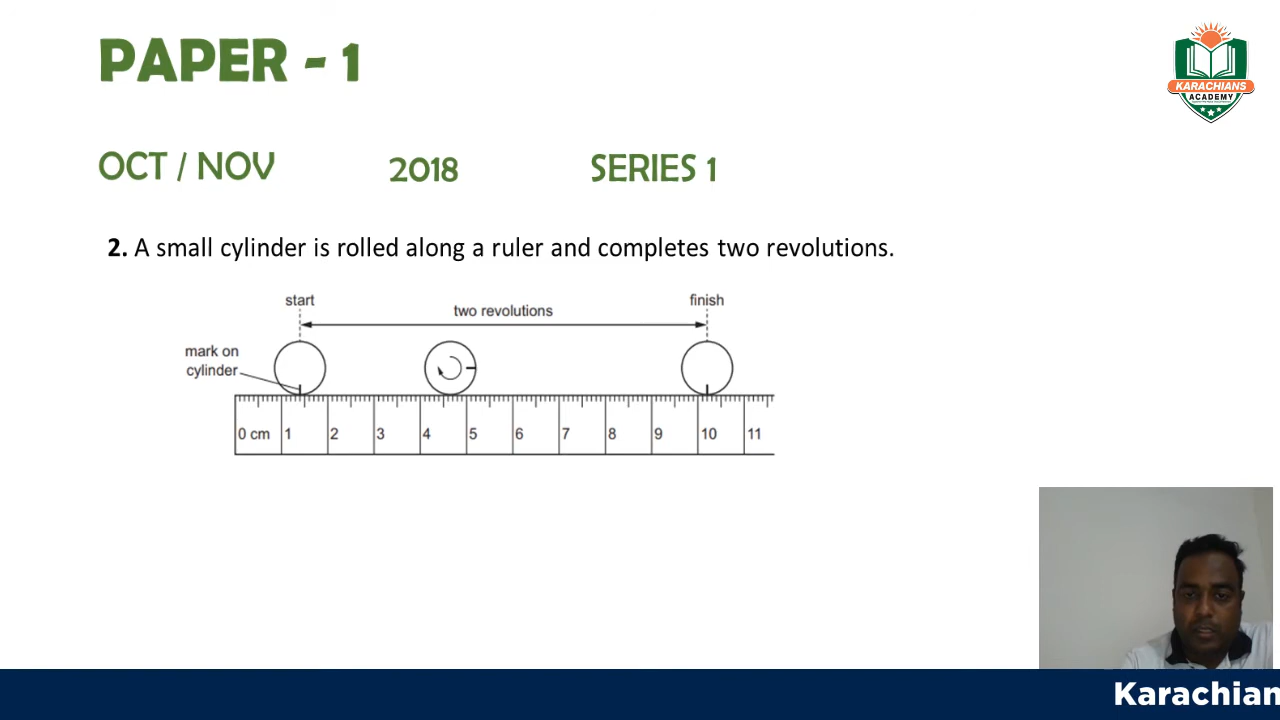 PAPER - 1
KARACHIANS
ACADEMY
OCT / NOV 2018 SERIES 1
2. A small cylinder is rolled along a ruler and completes two revolutions.
start
finish
two revolutions
mark on
cylinder
0 cm 1 2 3 4 5 6 7 8 9 10 11
Karachian